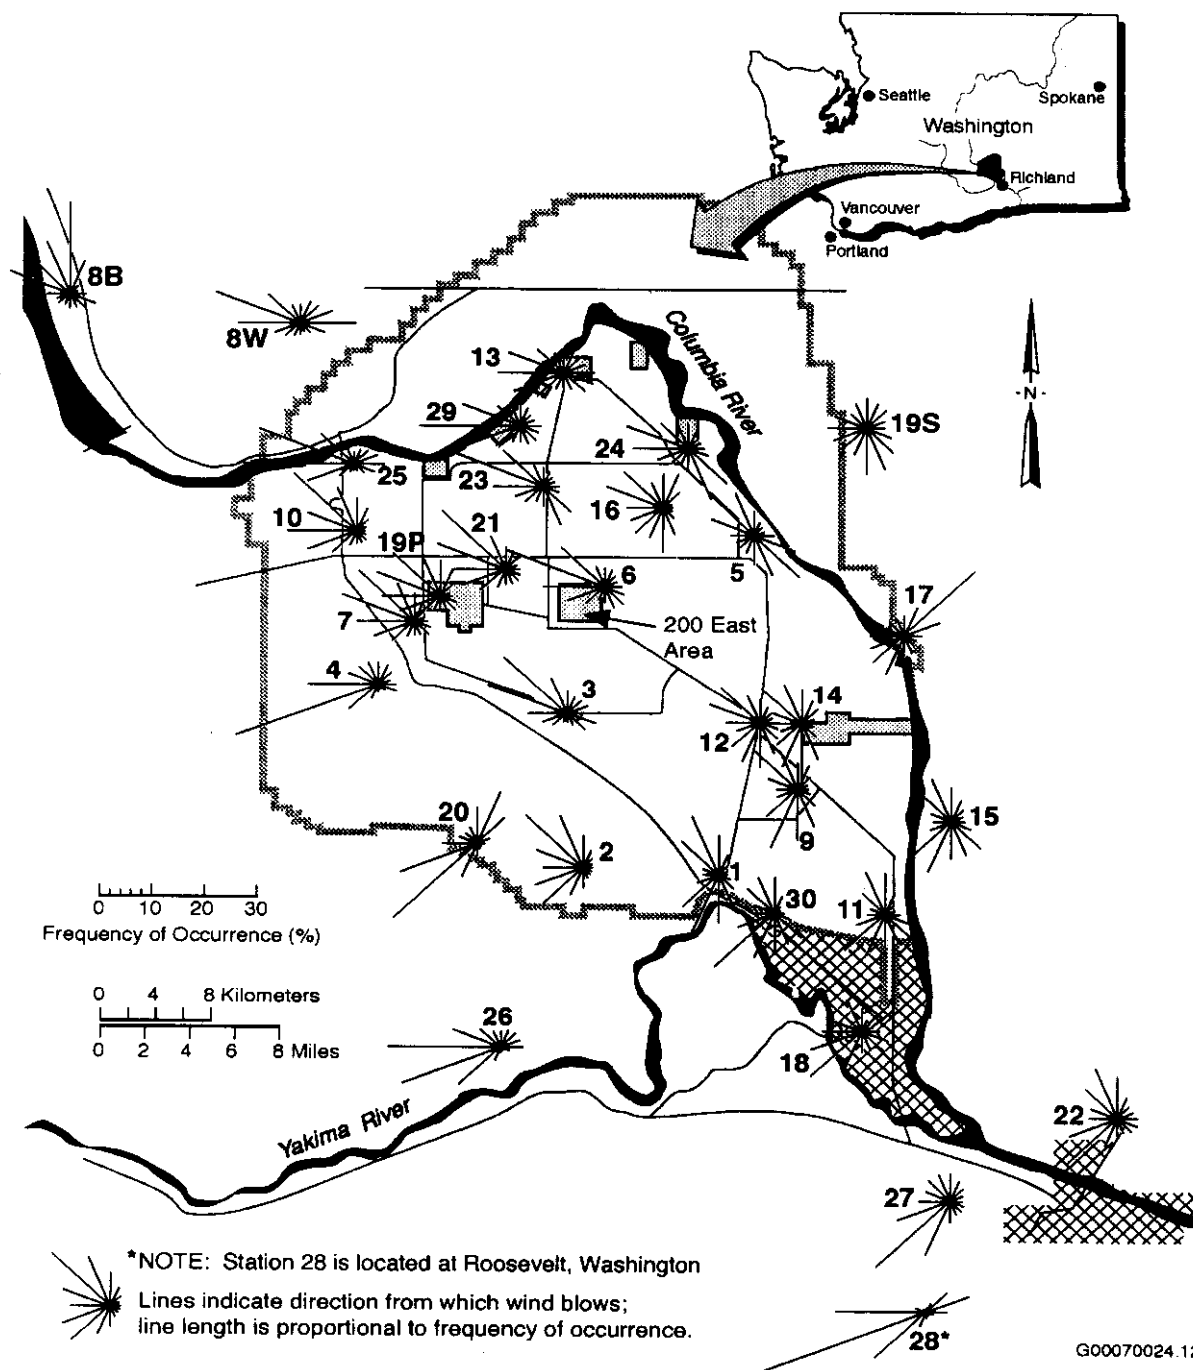 Seattle
Spokane
Washington
Richland
Vancouver
Portland
8B
8W
Columbia River
-N-
13
29
19S
24
25
23
10
16
21
19P
5
6
7
17
200 East
Area
4
3
14
12
20
15
9
2
1
30
11
0 10 20 30
Frequency of Occurrence (%)
0 4 8 Kilometers
0 2 4 6 8 Miles
26
18
Yakima River
22
27
*NOTE: Station 28 is located at Roosevelt, Washington
Lines indicate direction from which wind blows;
line length is proportional to frequency of occurrence.
28*
G00070024.12